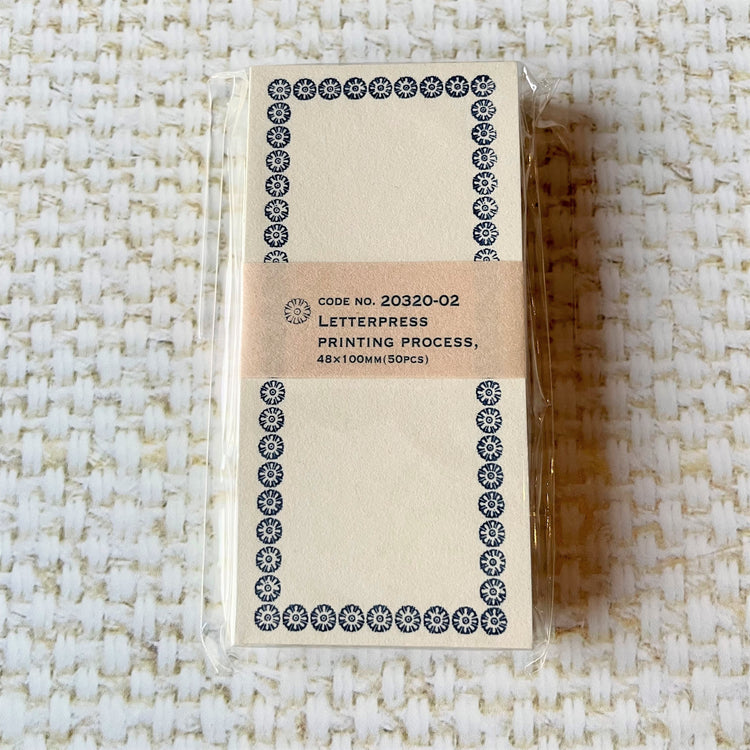 CODE NO. 20320-02
LETTERPRESS
PRINTING PROCESS,
48×100MM(50PCS)